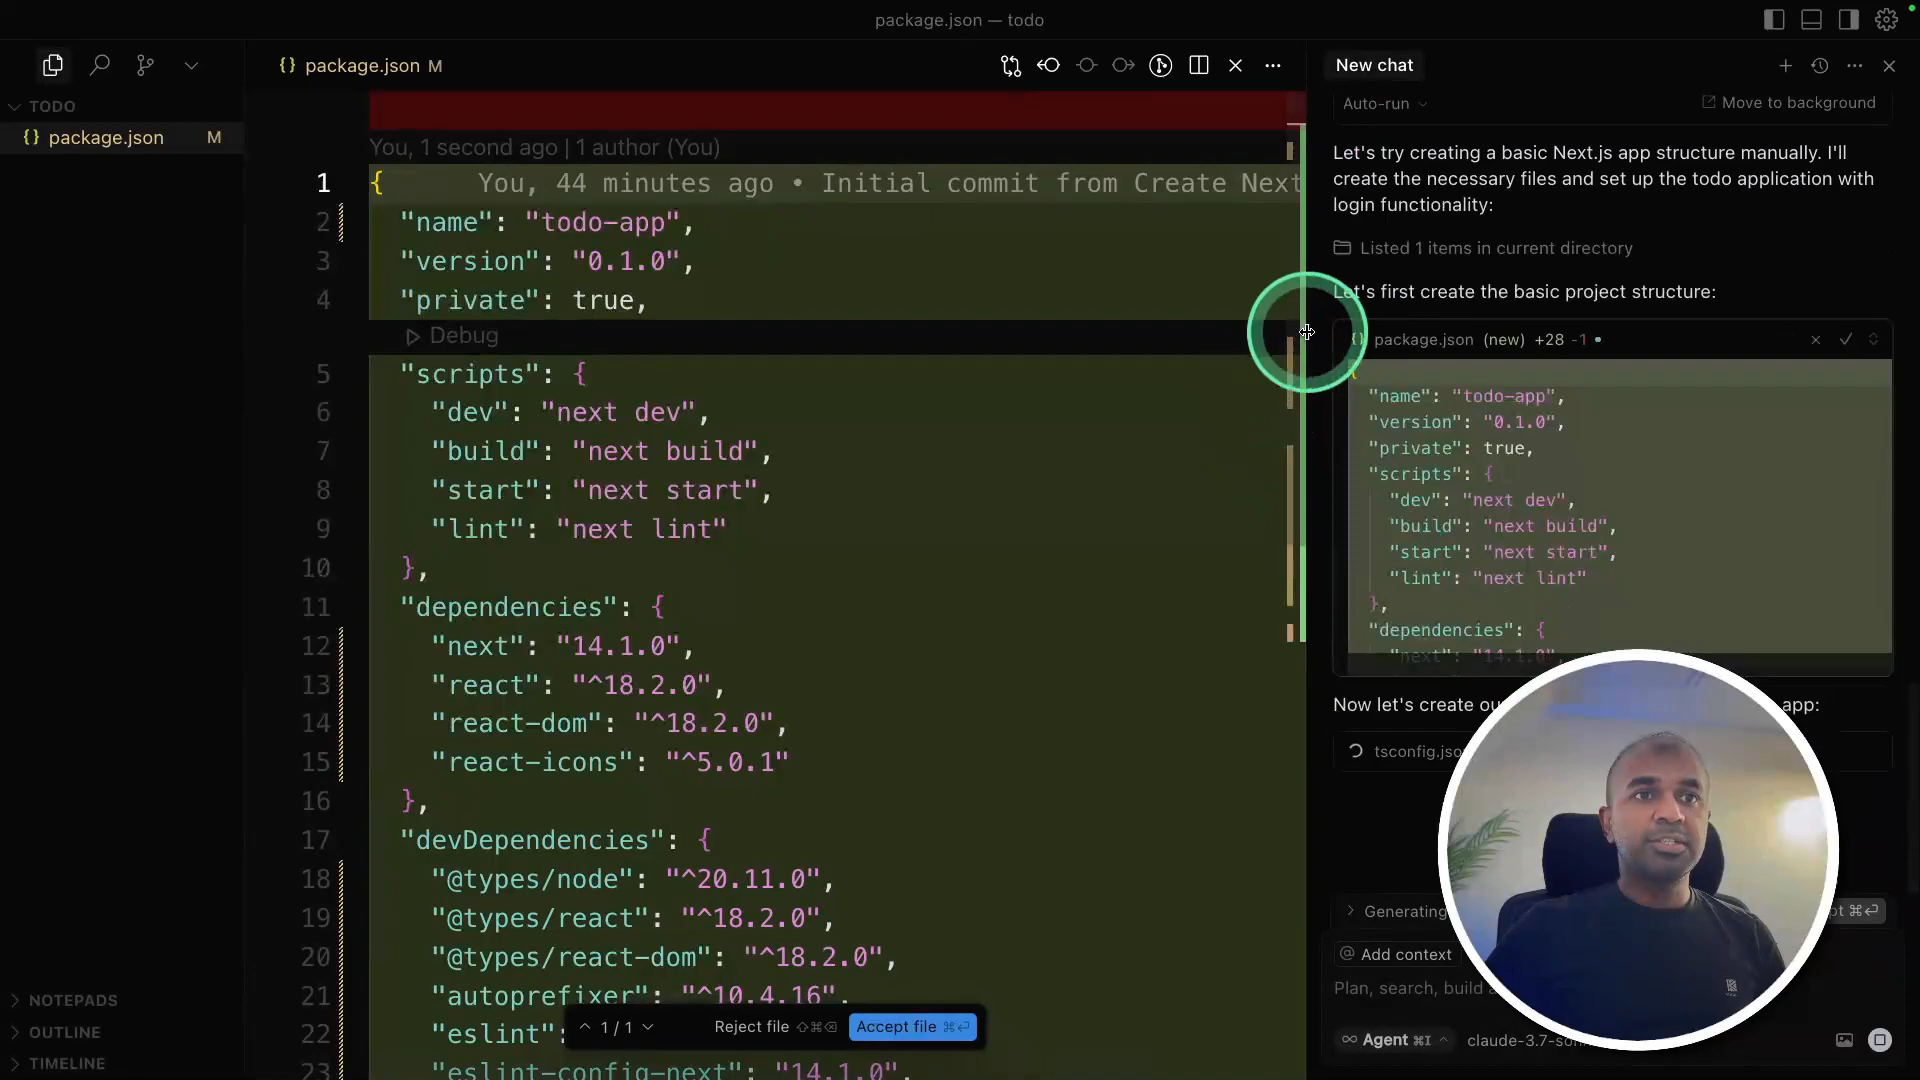 package.json — todo
package.json M
New chat
TODO
package.json M
You, 1 second ago | 1 author (You)
1 { You, 44 minutes ago • Initial commit from Create Next
2 "name": "todo-app",
3 "version": "0.1.0",
4 "private": true,
Debug
5 "scripts": {
6 "dev": "next dev",
7 "build": "next build",
8 "start": "next start",
9 "lint": "next lint"
10 },
11 "dependencies": {
12 "next": "14.1.0",
13 "react": "^18.2.0",
14 "react-dom": "^18.2.0",
15 "react-icons": "^5.0.1"
16 },
17 "devDependencies": {
18 "@types/node": "^20.11.0",
19 "@types/react": "^18.2.0",
20 "@types/react-dom": "^18.2.0",
21 "autoprefixer": "^10.4.16",
22 "eslint":
23 "eslint-config-next": "14.1.0",
1 / 1 Reject file ⇧⌘⌫ Accept file ⌘⏎
NOTEPADS
OUTLINE
TIMELINE
Auto-run Move to background
Let's try creating a basic Next.js app structure manually. I'll
create the necessary files and set up the todo application with
login functionality:
Listed 1 items in current directory
Let's first create the basic project structure:
package.json (new) +28 -1
{
"name": "todo-app",
"version": "0.1.0",
"private": true,
"scripts": {
"dev": "next dev",
"build": "next build",
"start": "next start",
"lint": "next lint"
},
"dependencies": {
"next": "14.1.0",
Now let's create ou app:
tsconfig.jso
Generating pt ⌘⏎
@ Add context
Plan, search, build
∞ Agent ⌘I claude-3.7-son